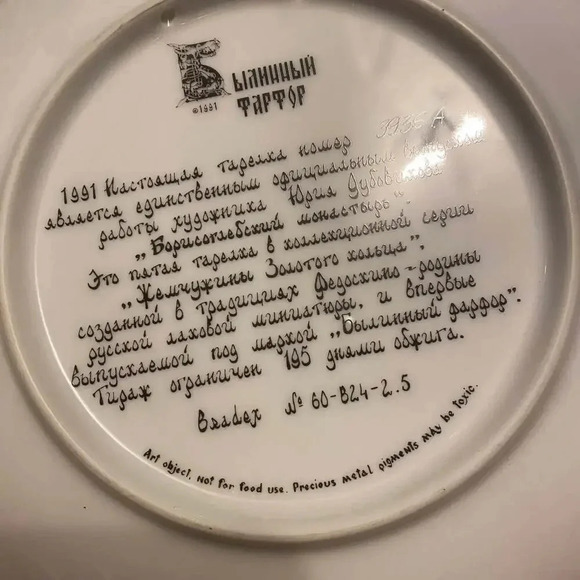 Былинный
фарфор
©1991
1991 Настоящая тарелка номер A
является единственным официальным
работы художника Юрия Дубовикова
„Борисоглебский монастырь".
Это пятая тарелка в коллекционной серии
„Жемчужины Золотого кольца".
созданной в традициях Федоскино-родины
русской лаковой миниатюры, и впервые
выпускаемой под маркой „Былинный фарфор".
Тираж ограничен 195 днями обжига.
Bradex № 60-B24-2.5
Art object. Not for food use. Precious metal pigments may be toxic.